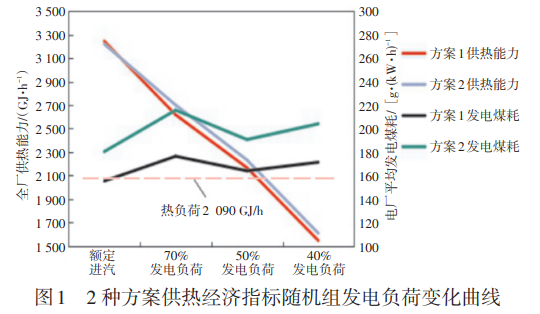 3 500
3 300
3 100
2 900
2 700
2 500
2 300
2 100
1 900
1 700
1 500
全厂供热能力/(GJ·h⁻¹)
300
280
260
240
220
200
180
160
140
120
100
电厂平均发电煤耗/[g·(kW·h)⁻¹]
方案1供热能力
方案2供热能力
方案1发电煤耗
方案2发电煤耗
热负荷2 090 GJ/h
额定
进汽
70%
发电负荷
50%
发电负荷
40%
发电负荷
图1 2种方案供热经济指标随机组发电负荷变化曲线